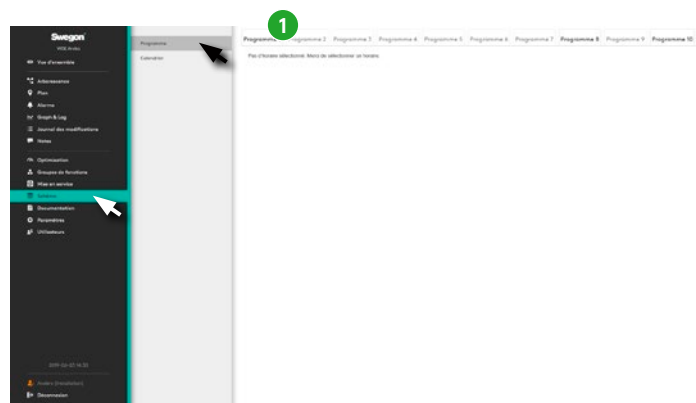 1
Swegon
WISE Arvika
Vue d'ensemble
Arborescence
Plan
Alarme
Graph & Log
Journal des modifications
Notes
Optimisation
Groupes de fonctions
Mise en service
Documentation
Paramètres
Utilisateurs
Déconnexion
Programme
Calendrier
Programme 2 Programme 3 Programme 4 Programme 5 Programme 6 Programme 7 Programme 8 Programme 9 Programme 10
Pas d'horaire sélectionné. Merci de sélectionner un horaire.